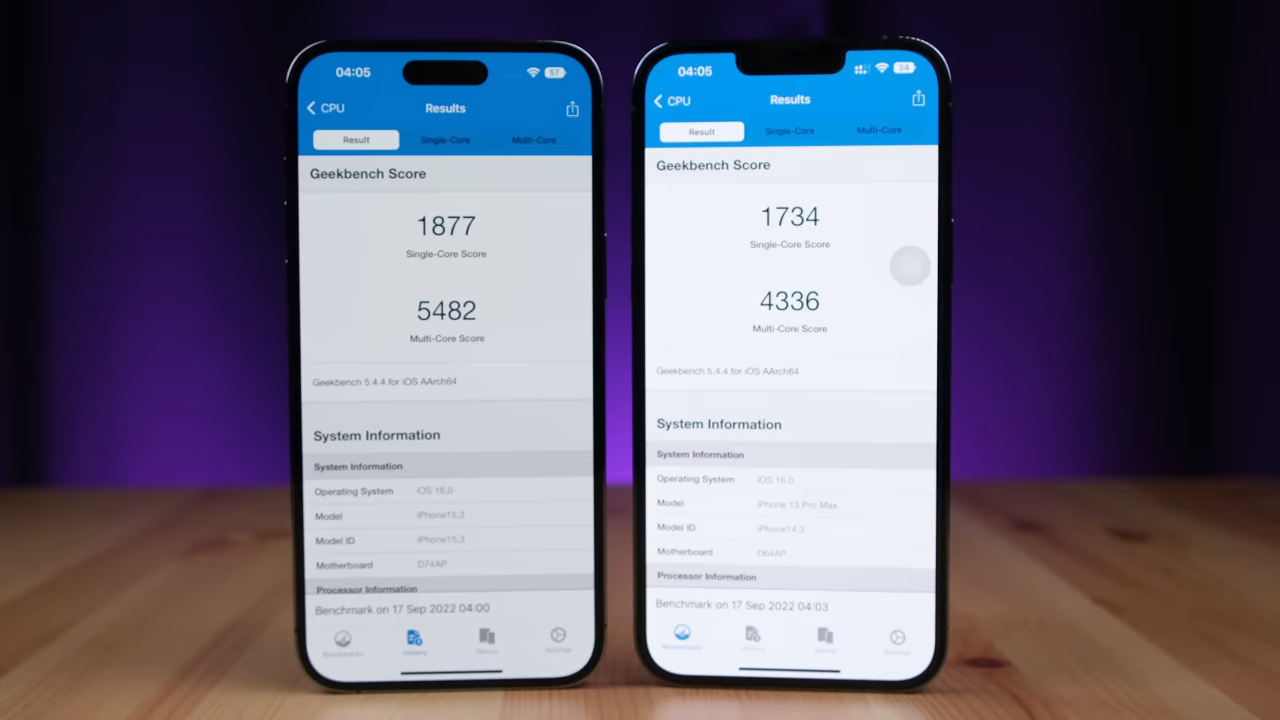 04:05
57
CPU
Results
Result
Single-Core
Multi-Core
Geekbench Score
1877
Single-Core Score
5482
Multi-Core Score
Geekbench 5.4.4 for iOS AArch64
System Information
System Information
Operating System iOS 16.0
Model iPhone15,3
Model ID iPhone15,3
Motherboard D74AP
Processor Information
Benchmark on 17 Sep 2022 04:00
04:05
34
CPU
Results
Result
Single-Core
Multi-Core
Geekbench Score
1734
Single-Core Score
4336
Multi-Core Score
Geekbench 5.4.4 for iOS AArch64
System Information
System Information
Operating System iOS 16.0
Model iPhone 13 Pro Max
Model ID iPhone14,3
Motherboard D64AP
Processor Information
Benchmark on 17 Sep 2022 04:03
Benchmarks